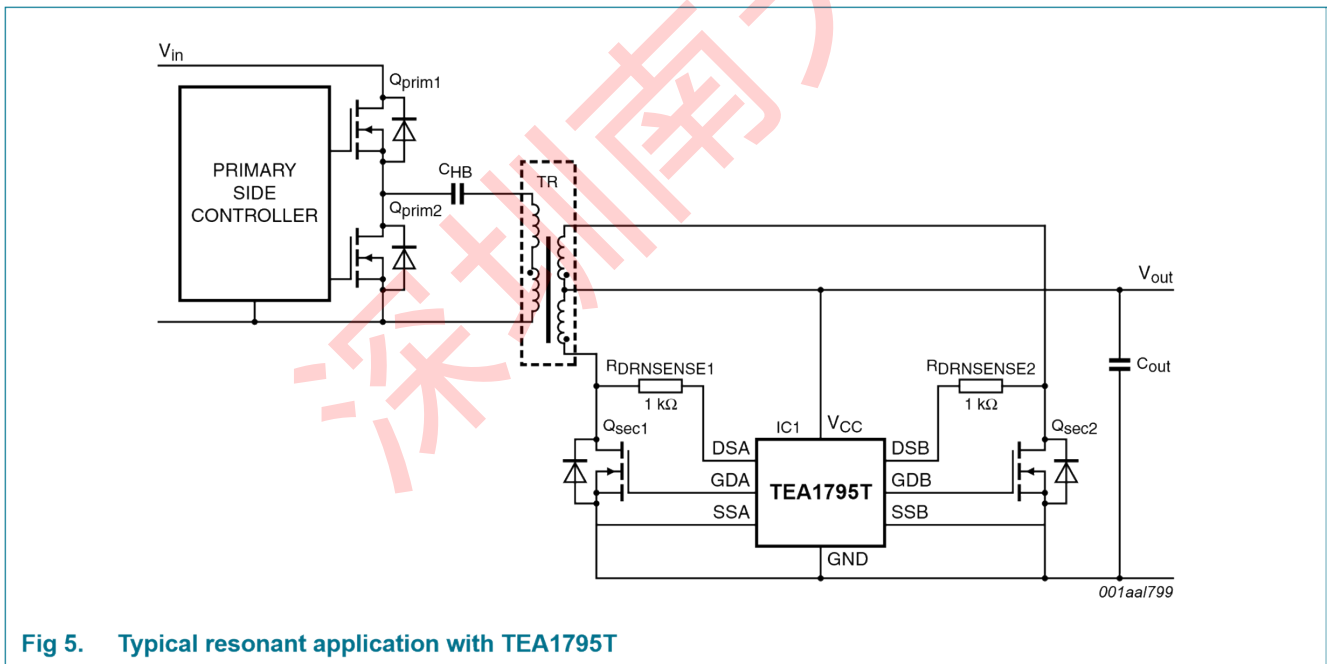 Vin
Qprim1
PRIMARY
SIDE
CONTROLLER
CHB
TR
Qprim2
Vout
RDRNSENSE1
1 kΩ
RDRNSENSE2
1 kΩ
Cout
Qsec1
IC1
VCC
Qsec2
DSA
DSB
GDA
TEA1795T
GDB
SSA
SSB
GND
001aal799
Fig 5. Typical resonant application with TEA1795T
深圳南